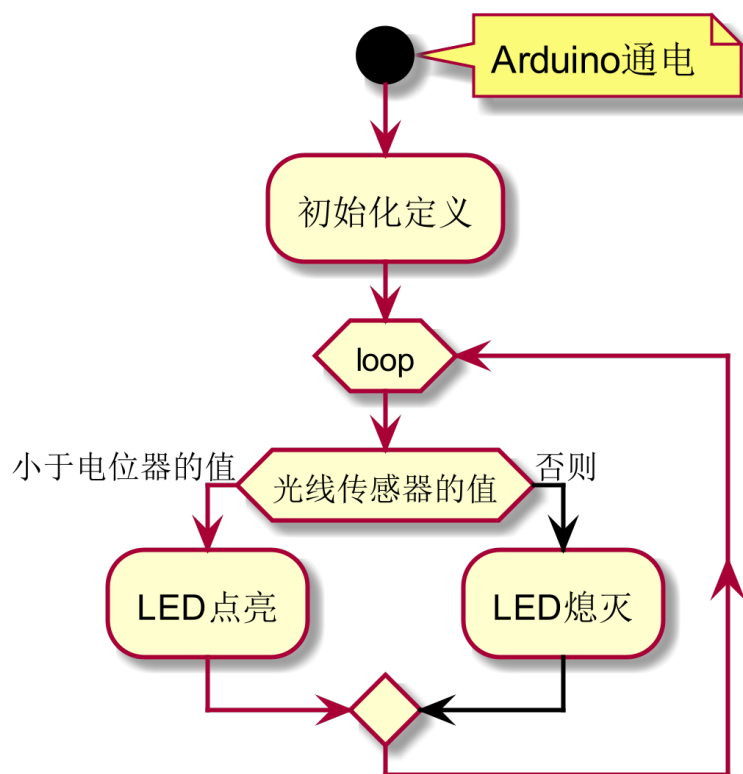 Arduino通电
初始化定义
loop
小于电位器的值
光线传感器的值
否则
LED点亮
LED熄灭